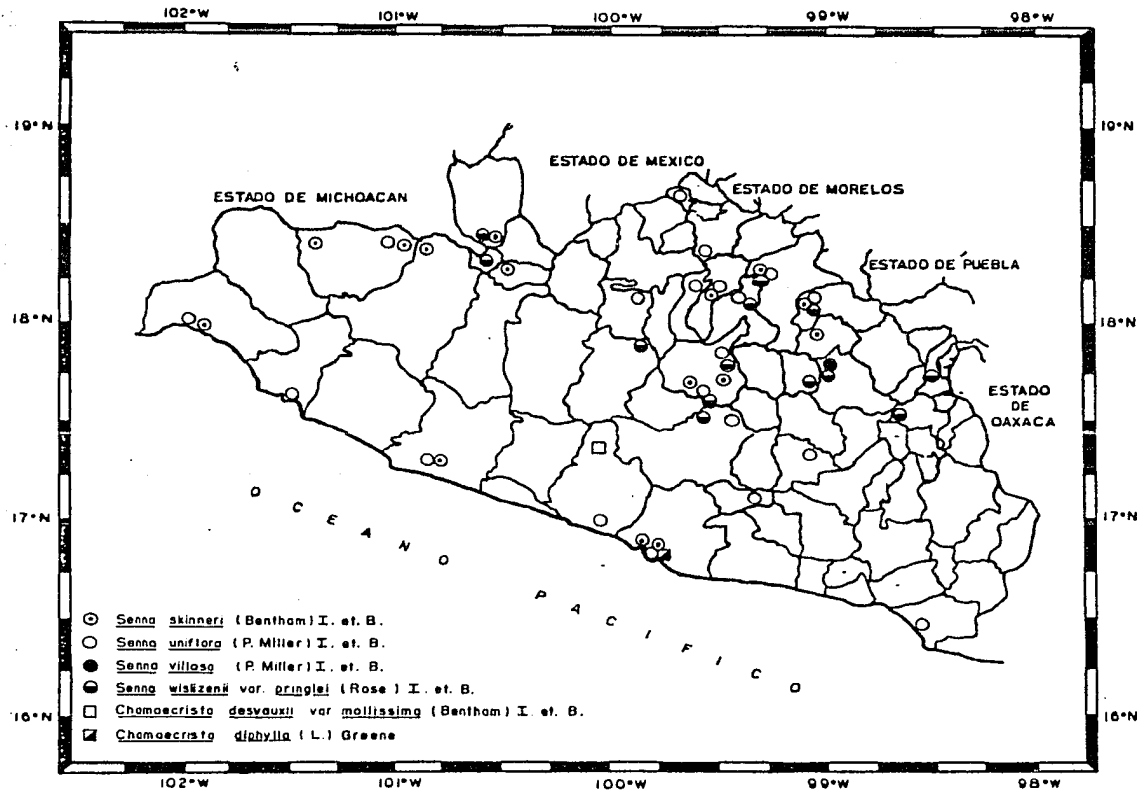 102°W 101°W 100°W 99°W 98°W
19°N 19°N
ESTADO DE MEXICO
ESTADO DE MORELOS
ESTADO DE MICHOACAN
ESTADO DE PUEBLA
18°N 18°N
ESTADO
DE
OAXACA
17°N 17°N
OCEANO PACIFICO
Senna skinneri (Bentham) I. et. B.
Senna uniflora (P. Miller) I. et. B.
Senna villosa (P. Miller) I. et. B.
Senna wislizenii var. pringlei (Rose) I. et. B.
Chamaecrista desvauxii var mollissima (Bentham) I. et. B.
Chamaecrista diphylla (L.) Greene
16°N 16°N
102°W 101°W 100°W 99°W 98°W